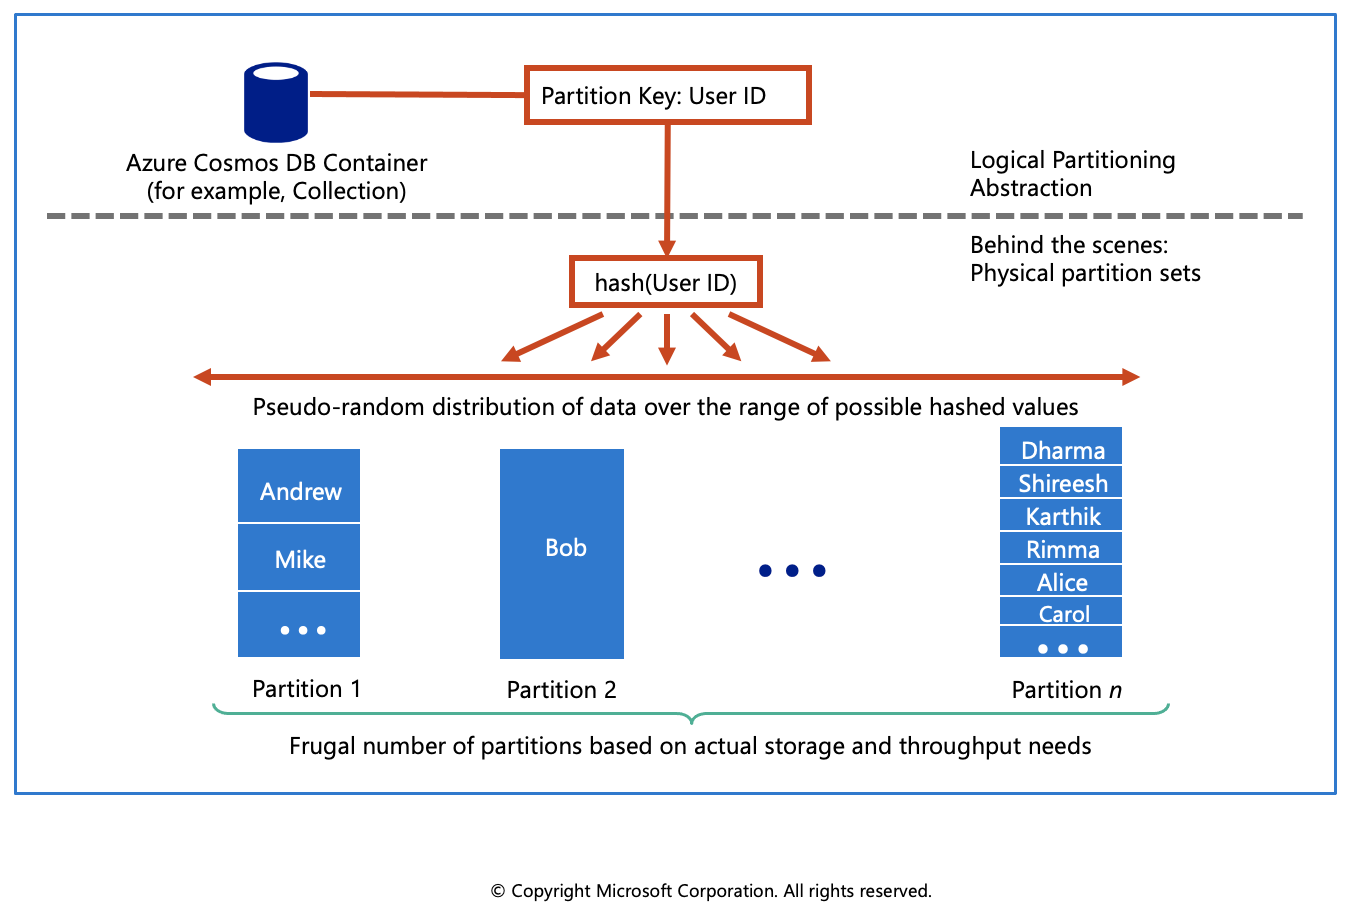 Partition Key: User ID
Azure Cosmos DB Container
(for example, Collection)
Logical Partitioning
Abstraction
Behind the scenes:
Physical partition sets
hash(User ID)
Pseudo-random distribution of data over the range of possible hashed values
Andrew
Mike
•••
Partition 1
Bob
Partition 2
•••
Dharma
Shireesh
Karthik
Rimma
Alice
Carol
•••
Partition n
Frugal number of partitions based on actual storage and throughput needs
© Copyright Microsoft Corporation. All rights reserved.